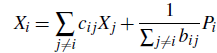 X_i = \sum_{j \neq i} c_{ij} X_j + \frac{1}{\sum_{j \neq i} b_{ij}} P_i